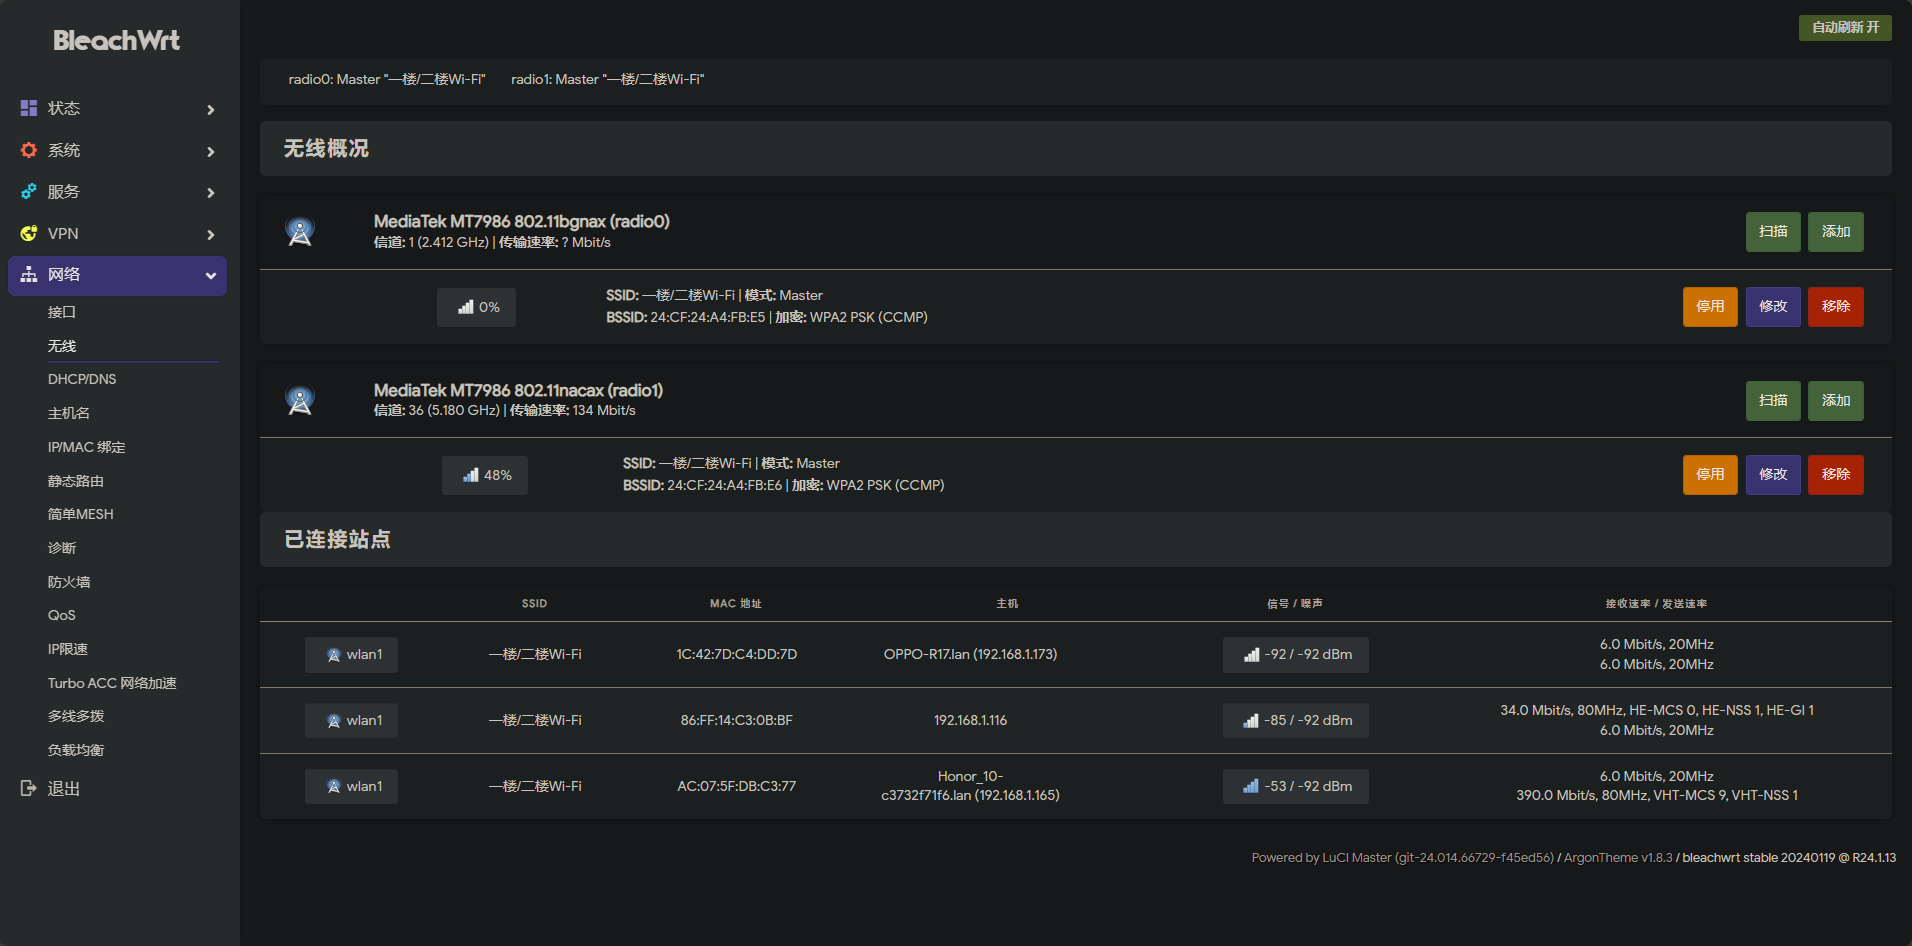 BleachWrt
状态
系统
服务
VPN
网络
接口
无线
DHCP/DNS
主机名
IP/MAC 绑定
静态路由
简单MESH
诊断
防火墙
QoS
IP限速
Turbo ACC 网络加速
多线多拨
负载均衡
退出
自动刷新 开
radio0: Master "一楼/二楼Wi-Fi" radio1: Master "一楼/二楼Wi-Fi"
无线概况
MediaTek MT7986 802.11bgnax (radio0)
信道: 1 (2.412 GHz) | 传输速率: ? Mbit/s
扫描 添加
0%
SSID: 一楼/二楼Wi-Fi | 模式: Master
BSSID: 24:CF:24:A4:FB:E5 | 加密: WPA2 PSK (CCMP)
停用 修改 移除
MediaTek MT7986 802.11nacax (radio1)
信道: 36 (5.180 GHz) | 传输速率: 134 Mbit/s
扫描 添加
48%
SSID: 一楼/二楼Wi-Fi | 模式: Master
BSSID: 24:CF:24:A4:FB:E6 | 加密: WPA2 PSK (CCMP)
停用 修改 移除
已连接站点
SSID MAC 地址 主机 信号 / 噪声 接收速率 / 发送速率
wlan1 一楼/二楼Wi-Fi 1C:42:7D:C4:DD:7D OPPO-R17.lan (192.168.1.173) -92 / -92 dBm
6.0 Mbit/s, 20MHz
6.0 Mbit/s, 20MHz
wlan1 一楼/二楼Wi-Fi 86:FF:14:C3:0B:BF 192.168.1.116 -85 / -92 dBm
34.0 Mbit/s, 80MHz, HE-MCS 0, HE-NSS 1, HE-GI 1
6.0 Mbit/s, 20MHz
wlan1 一楼/二楼Wi-Fi AC:07:5F:DB:C3:77
Honor_10-
c3732f71f6.lan (192.168.1.165)
-53 / -92 dBm
6.0 Mbit/s, 20MHz
390.0 Mbit/s, 80MHz, VHT-MCS 9, VHT-NSS 1
Powered by LuCI Master (git-24.014.66729-f45ed56) / ArgonTheme v1.8.3 / bleachwrt stable 20240119 @ R24.1.13